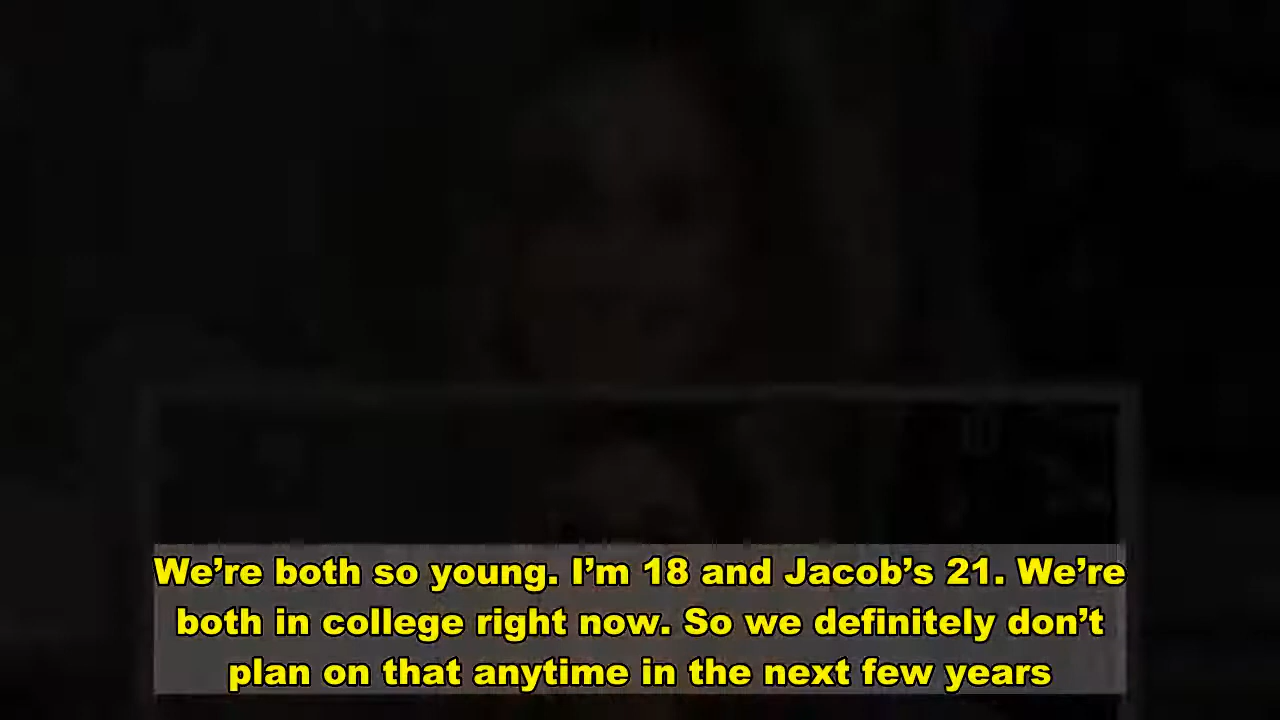 We’re both so young. I’m 18 and Jacob’s 21. We’re
both in college right now. So we definitely don’t
plan on that anytime in the next few years